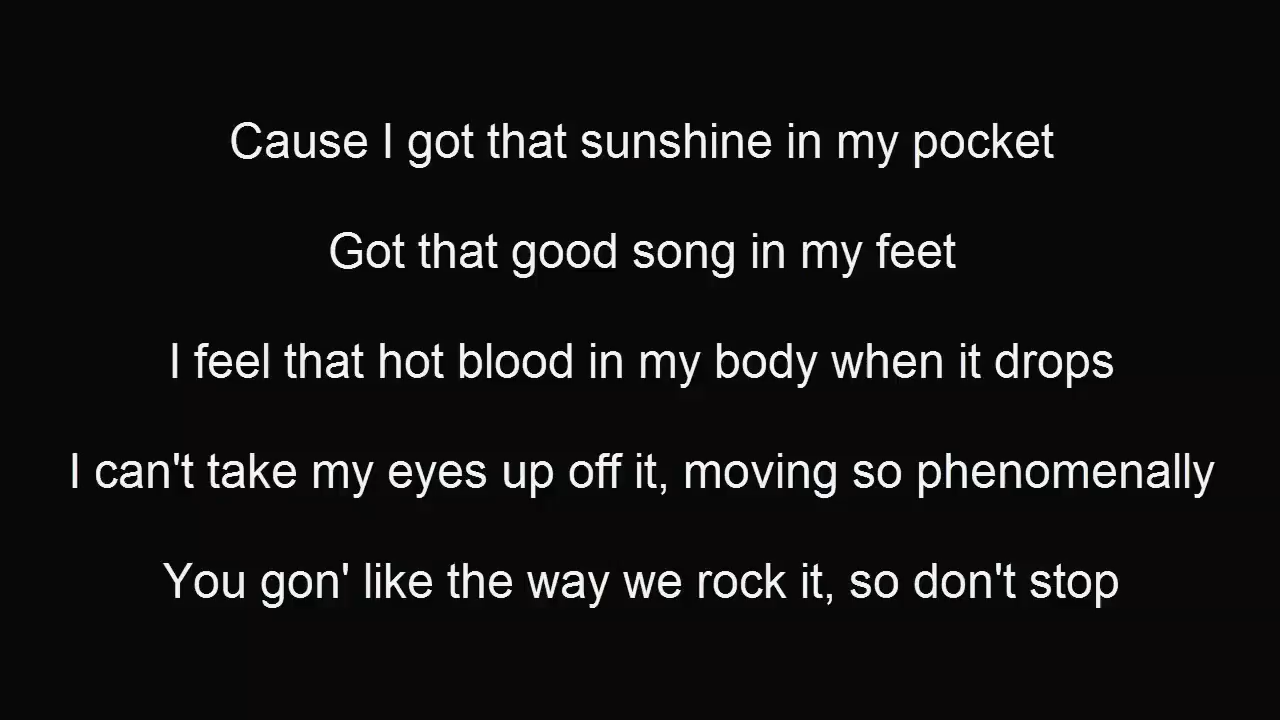 Cause I got that sunshine in my pocket
Got that good song in my feet
I feel that hot blood in my body when it drops
I can't take my eyes up off it, moving so phenomenally
You gon' like the way we rock it, so don't stop